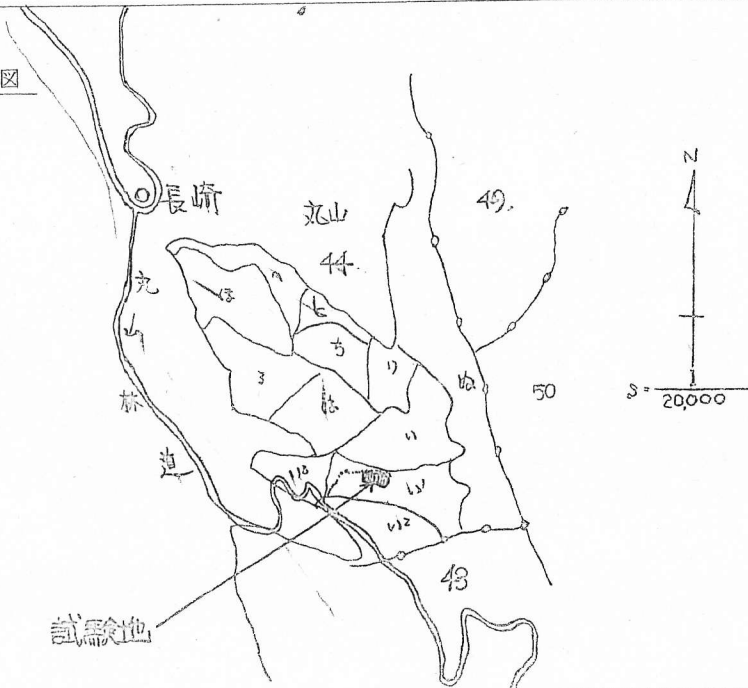 図
N
長崎
丸山
44
49.
50
S = 1/20,000
丸山林道
ほ
へ
と
ち
り
ぬ
る
い
い1
い2
43
試験地